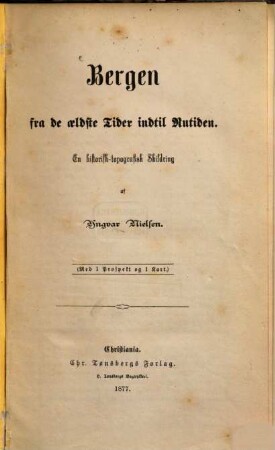 Bergen
fra de ældste Tider indtil Nutiden.
En historisk-topografisk Skildring
af
Yngvar Nielsen.
(Med 1 Prospekt og 1 Kart.)
Christiania.
Chr. Tønsbergs Forlag.
1877.